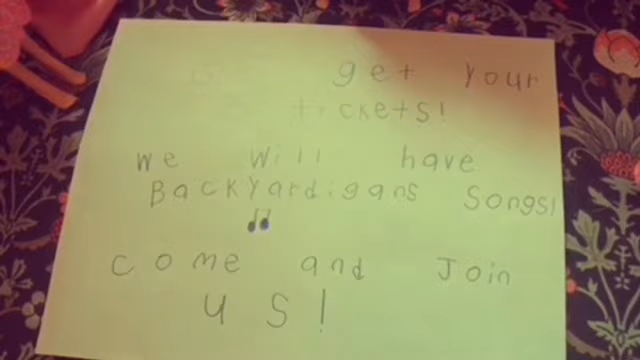 get your
tickets!
We Will have
Backyardigans Songs!
come and Join
us!